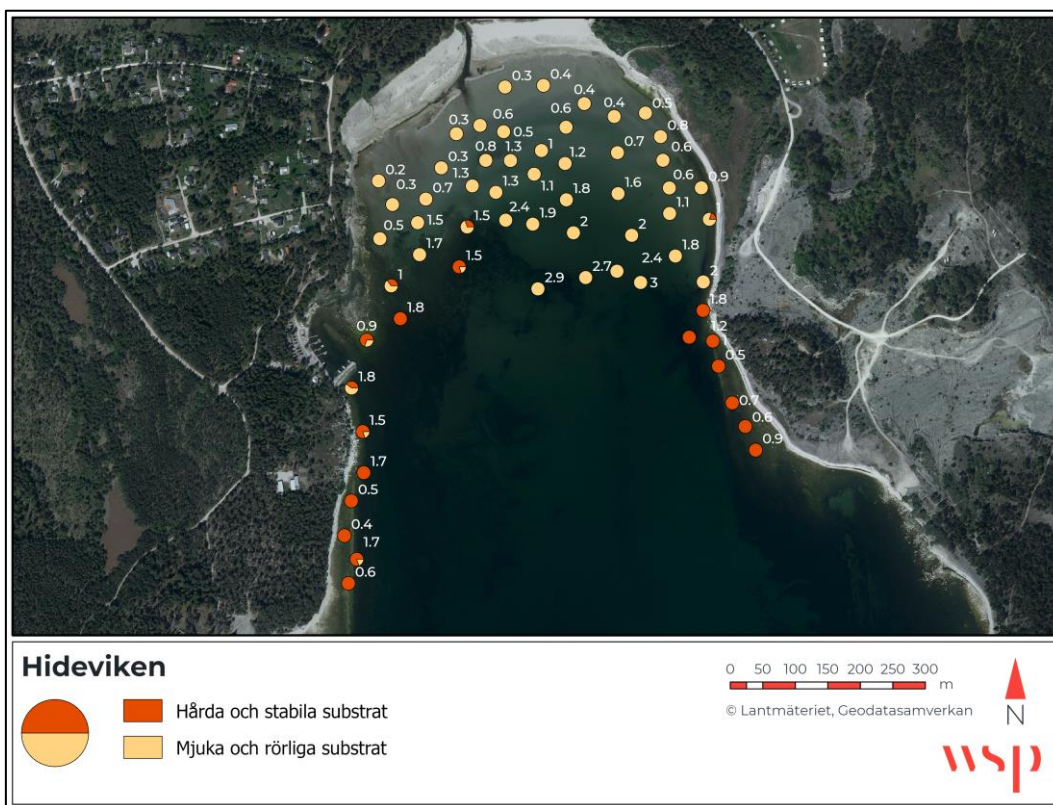 0.3 0.4
0.4
0.6 0.4 0.5
0.3 0.6 0.5 0.8
0.8 1.3 1 0.7 0.6
0.3 1.2
0.2 1.3 1.1 0.6 0.9
0.3 0.7 1.3 1.8 1.6
1.1
0.5 1.5 1.5 2.4 1.9 2 2
1.7 1.8
1.5 2.4
1 2.9 2.7 3 2
1.8 1.8
0.9 1.2
0.5
1.8
0.7
1.5 0.6
0.9
1.7
0.5
0.4
1.7
0.6
Hideviken
Hårda och stabila substrat
Mjuka och rörliga substrat
0 50 100 150 200 250 300
m
© Lantmäteriet, Geodatasamverkan
N
wsp